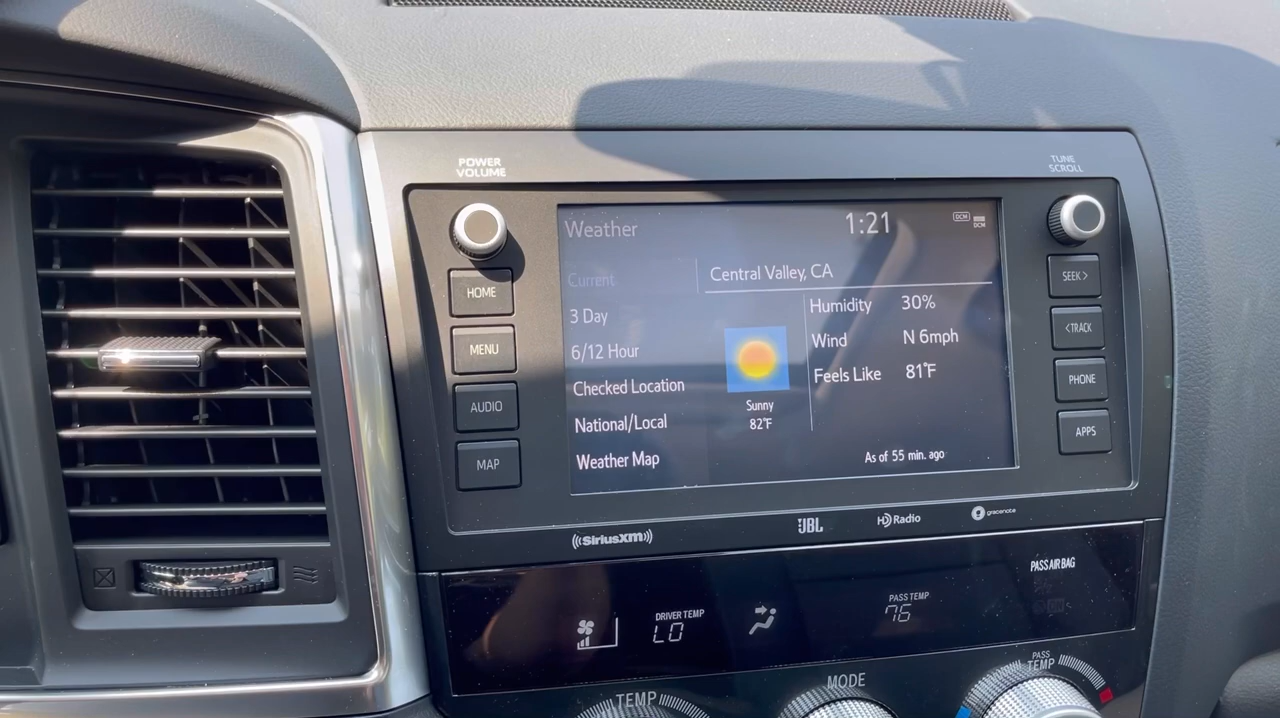 POWER
VOLUME
TUNE
SCROLL
Weather
1:21
DCM
DCM
Current
Central Valley, CA
3 Day
6/12 Hour
Checked Location
National/Local
Weather Map
Sunny
82°F
Humidity 30%
Wind N 6mph
Feels Like 81°F
As of 55 min. ago
HOME
MENU
AUDIO
MAP
SEEK >
< TRACK
PHONE
APPS
((SiriusXM))
JBL
HD Radio
gracenote
PASS AIR BAG
DRIVER TEMP
LO
PASS TEMP
76
TEMP
MODE
PASS
TEMP